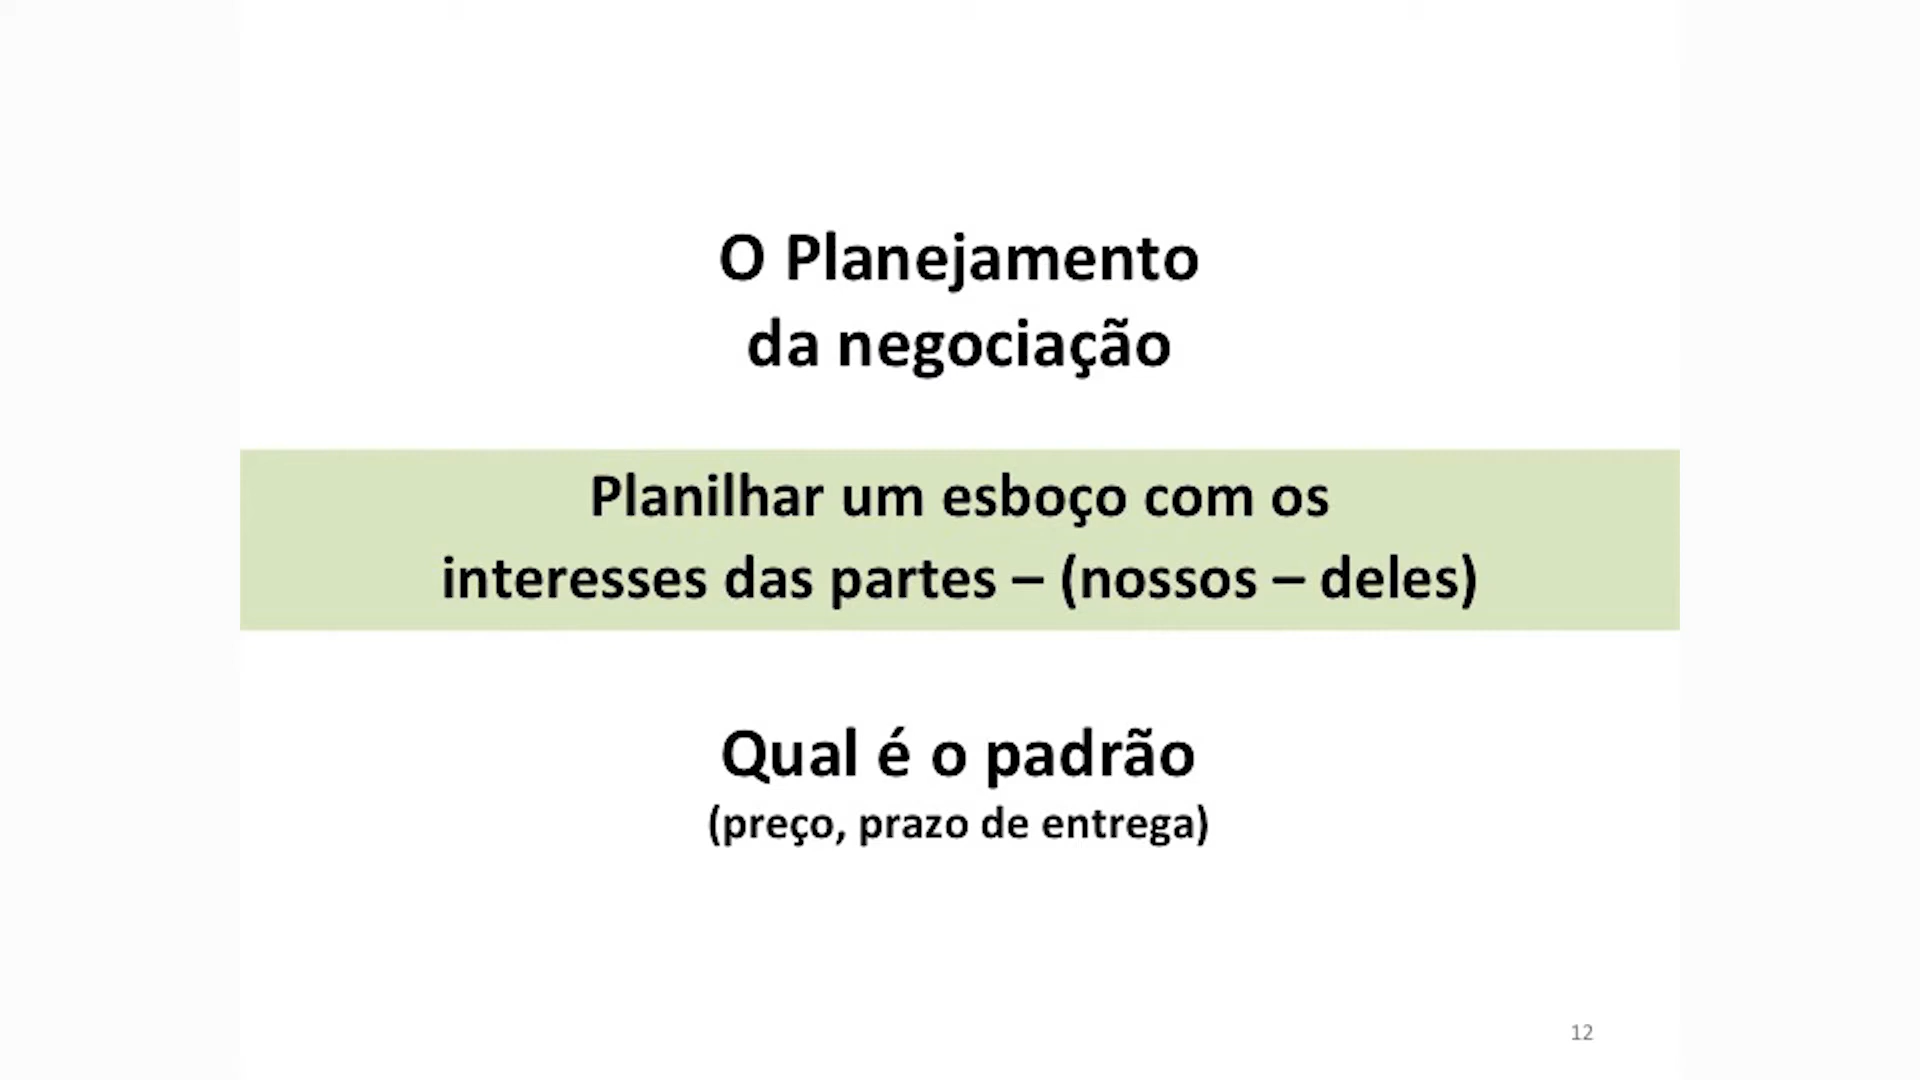 O Planejamento
da negociação
Planilhar um esboço com os
interesses das partes – (nossos – deles)
Qual é o padrão
(preço, prazo de entrega)
12